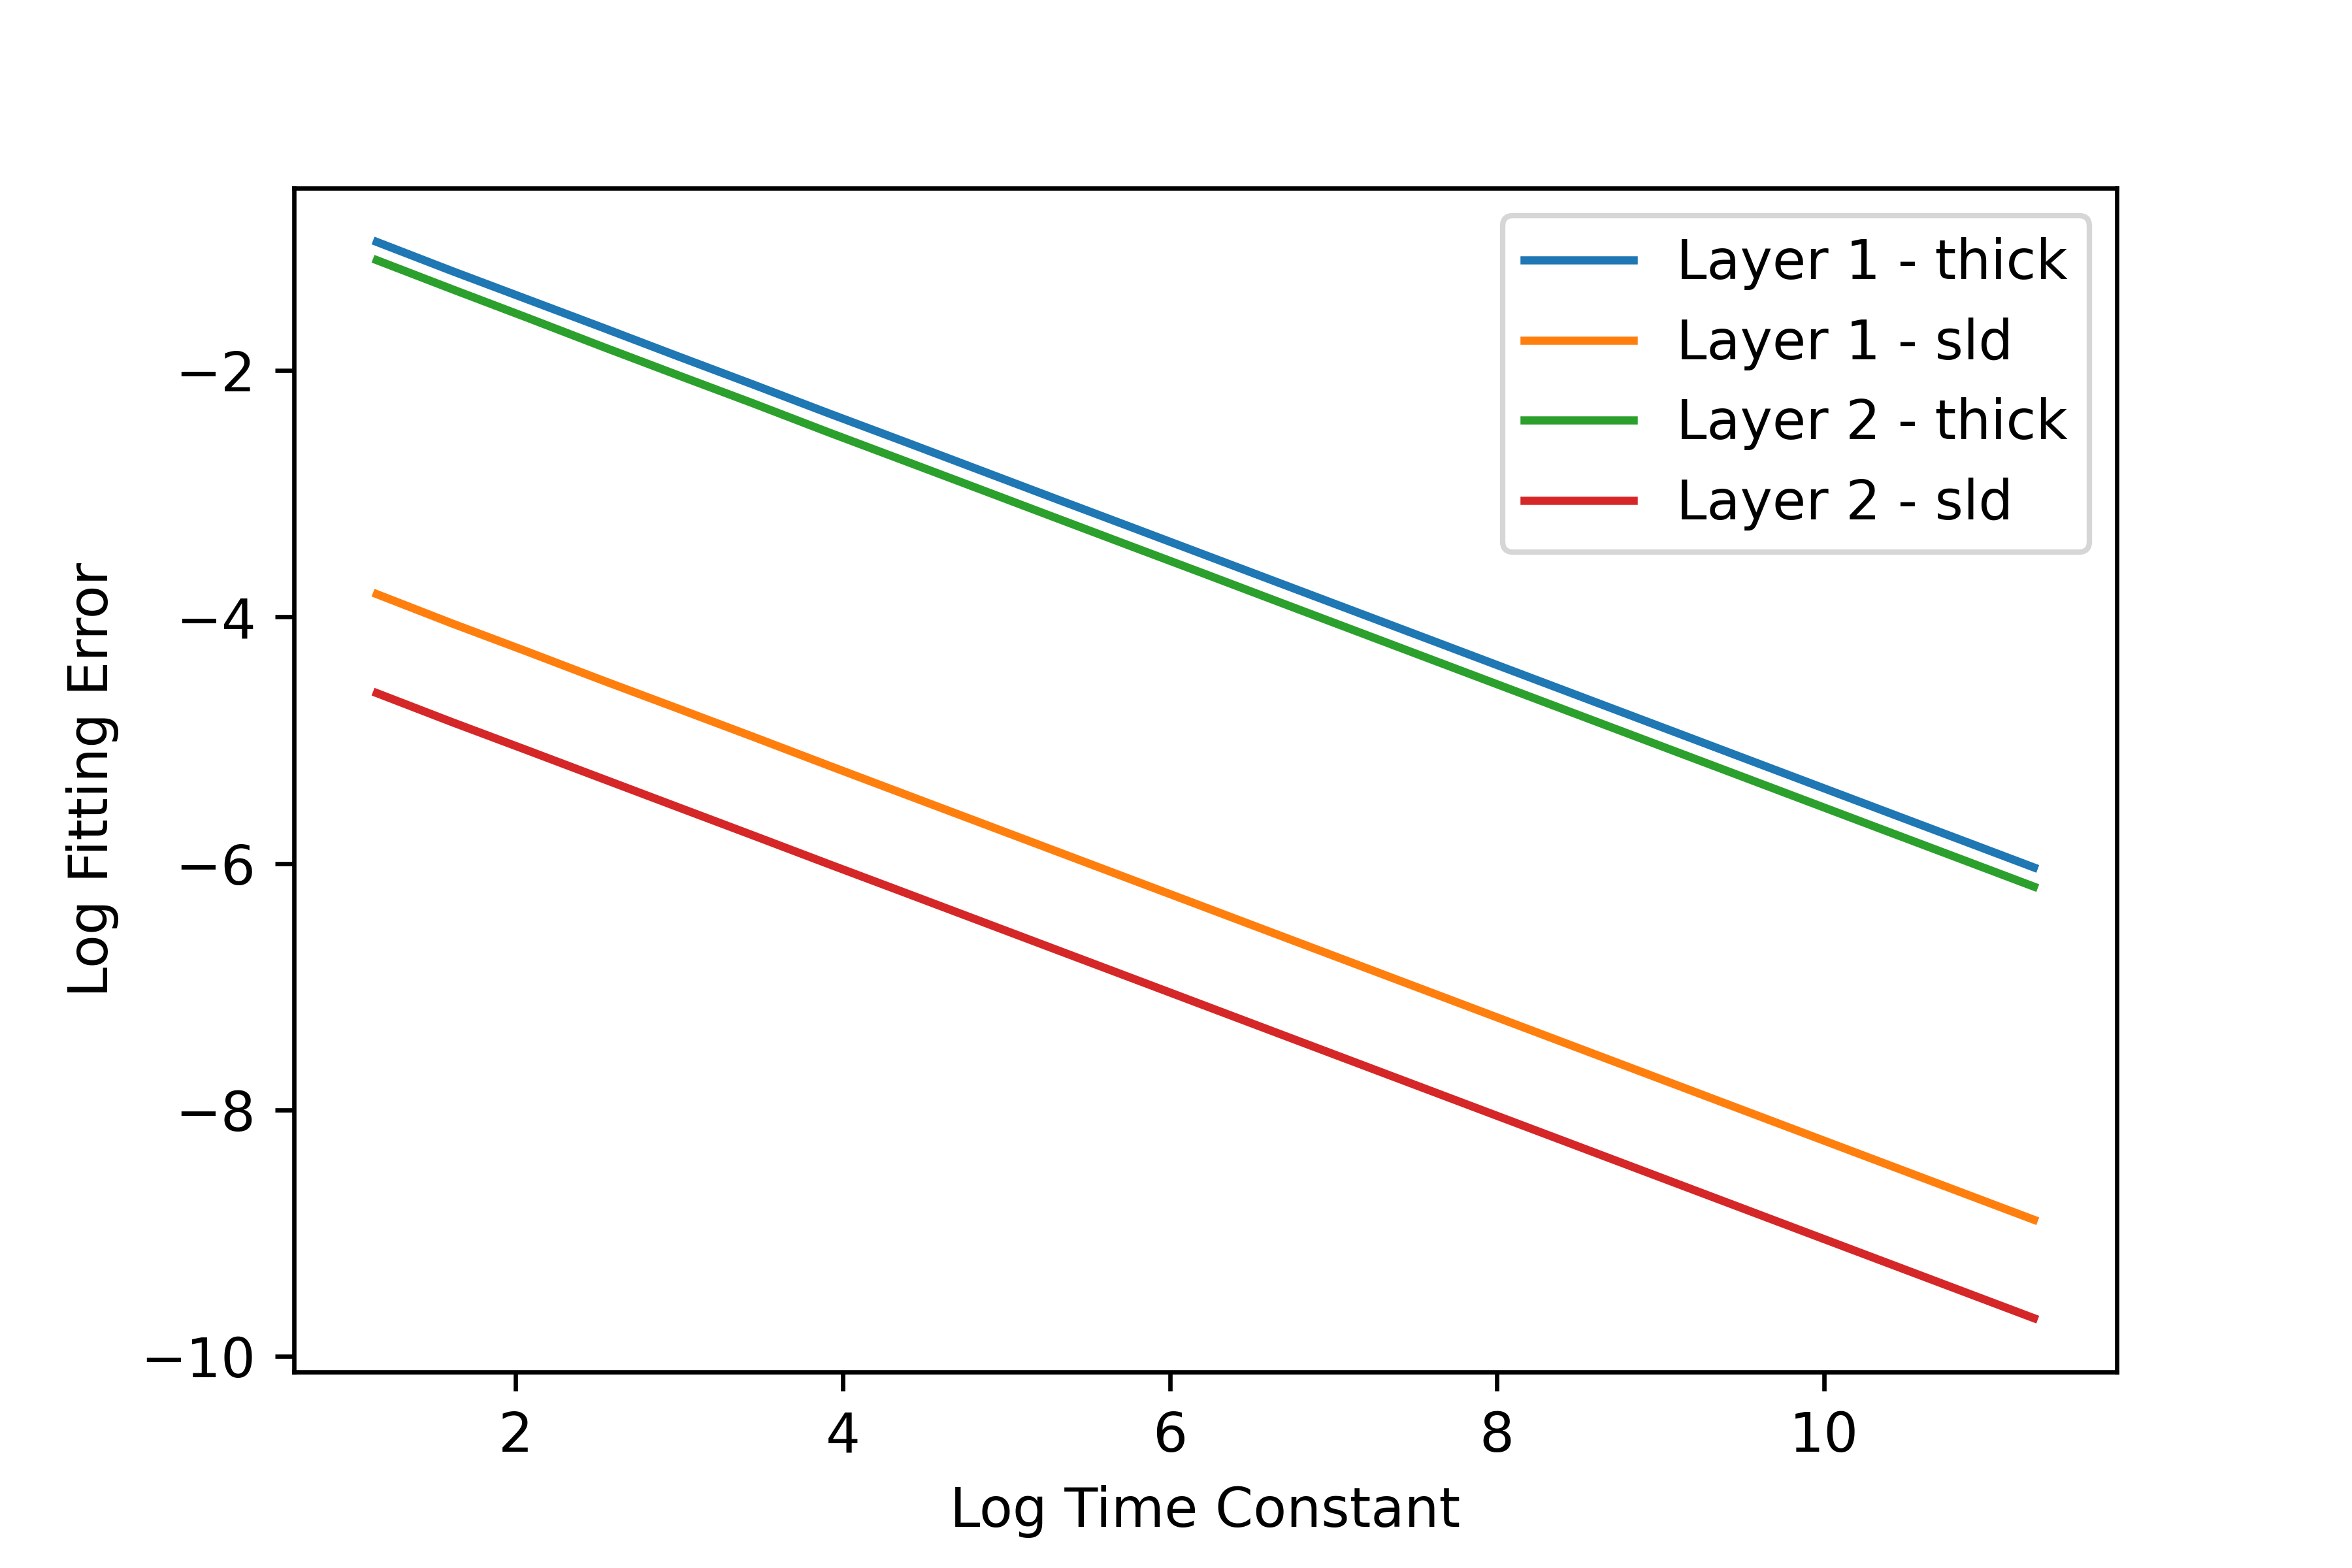 Layer 1 - thick
Layer 1 - sld
Layer 2 - thick
Layer 2 - sld
−2
−4
−6
−8
−10
Log Fitting Error
2 4 6 8 10
Log Time Constant